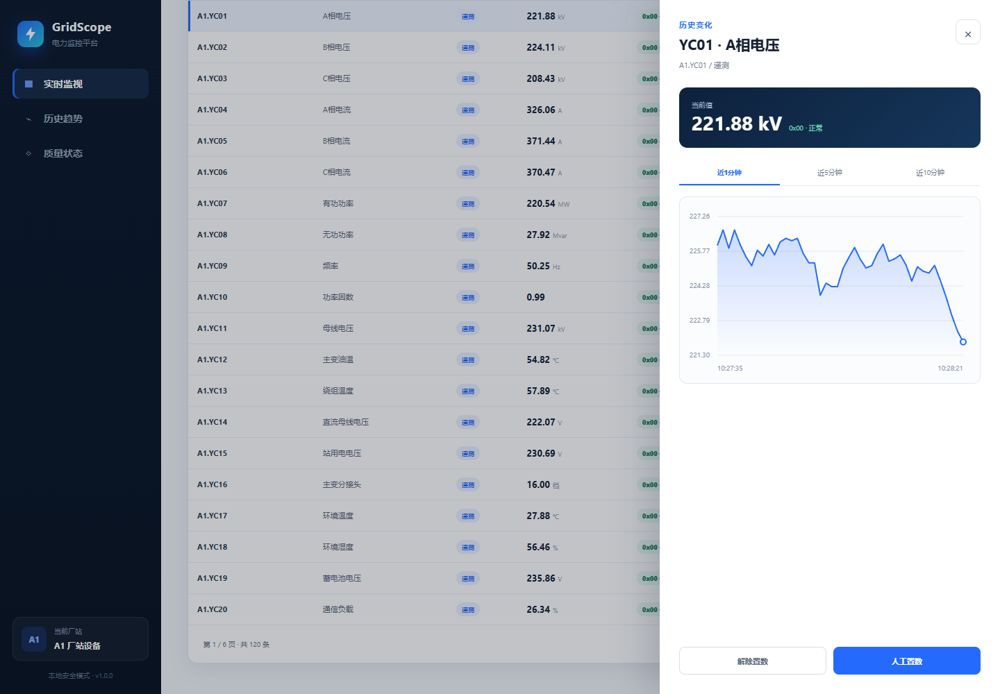 GridScope
电力监控平台
实时监视
历史趋势
质量状态
当前厂站
A1
A1 厂站设备
本地安全模式 · v1.0.0
A1.YC01 A相电压 遥测 221.88 kV 0x00
A1.YC02 B相电压 遥测 224.11 kV 0x00
A1.YC03 C相电压 遥测 208.43 kV 0x00
A1.YC04 A相电流 遥测 326.06 A 0x00
A1.YC05 B相电流 遥测 371.44 A 0x00
A1.YC06 C相电流 遥测 370.47 A 0x00
A1.YC07 有功功率 遥测 220.54 MW 0x00
A1.YC08 无功功率 遥测 27.92 Mvar 0x00
A1.YC09 频率 遥测 50.25 Hz 0x00
A1.YC10 功率因数 遥测 0.99 0x00
A1.YC11 母线电压 遥测 231.07 kV 0x00
A1.YC12 主变油温 遥测 54.82 ℃ 0x00
A1.YC13 绕组温度 遥测 57.89 ℃ 0x00
A1.YC14 直流母线电压 遥测 222.07 V 0x00
A1.YC15 站用电电压 遥测 230.69 V 0x00
A1.YC16 主变分接头 遥测 16.00 档 0x00
A1.YC17 环境温度 遥测 27.88 ℃ 0x00
A1.YC18 环境湿度 遥测 56.46 % 0x00
A1.YC19 蓄电池电压 遥测 235.86 V 0x00
A1.YC20 通信负载 遥测 26.34 % 0x00
第 1 / 6 页 · 共 120 条
历史变化
YC01 · A相电压
A1.YC01 / 遥测
×
当前值
221.88 kV 0x00 · 正常
近1分钟 近5分钟 近10分钟
227.26
225.77
224.28
222.79
221.30
10:27:35 10:28:21
解除置数 人工置数